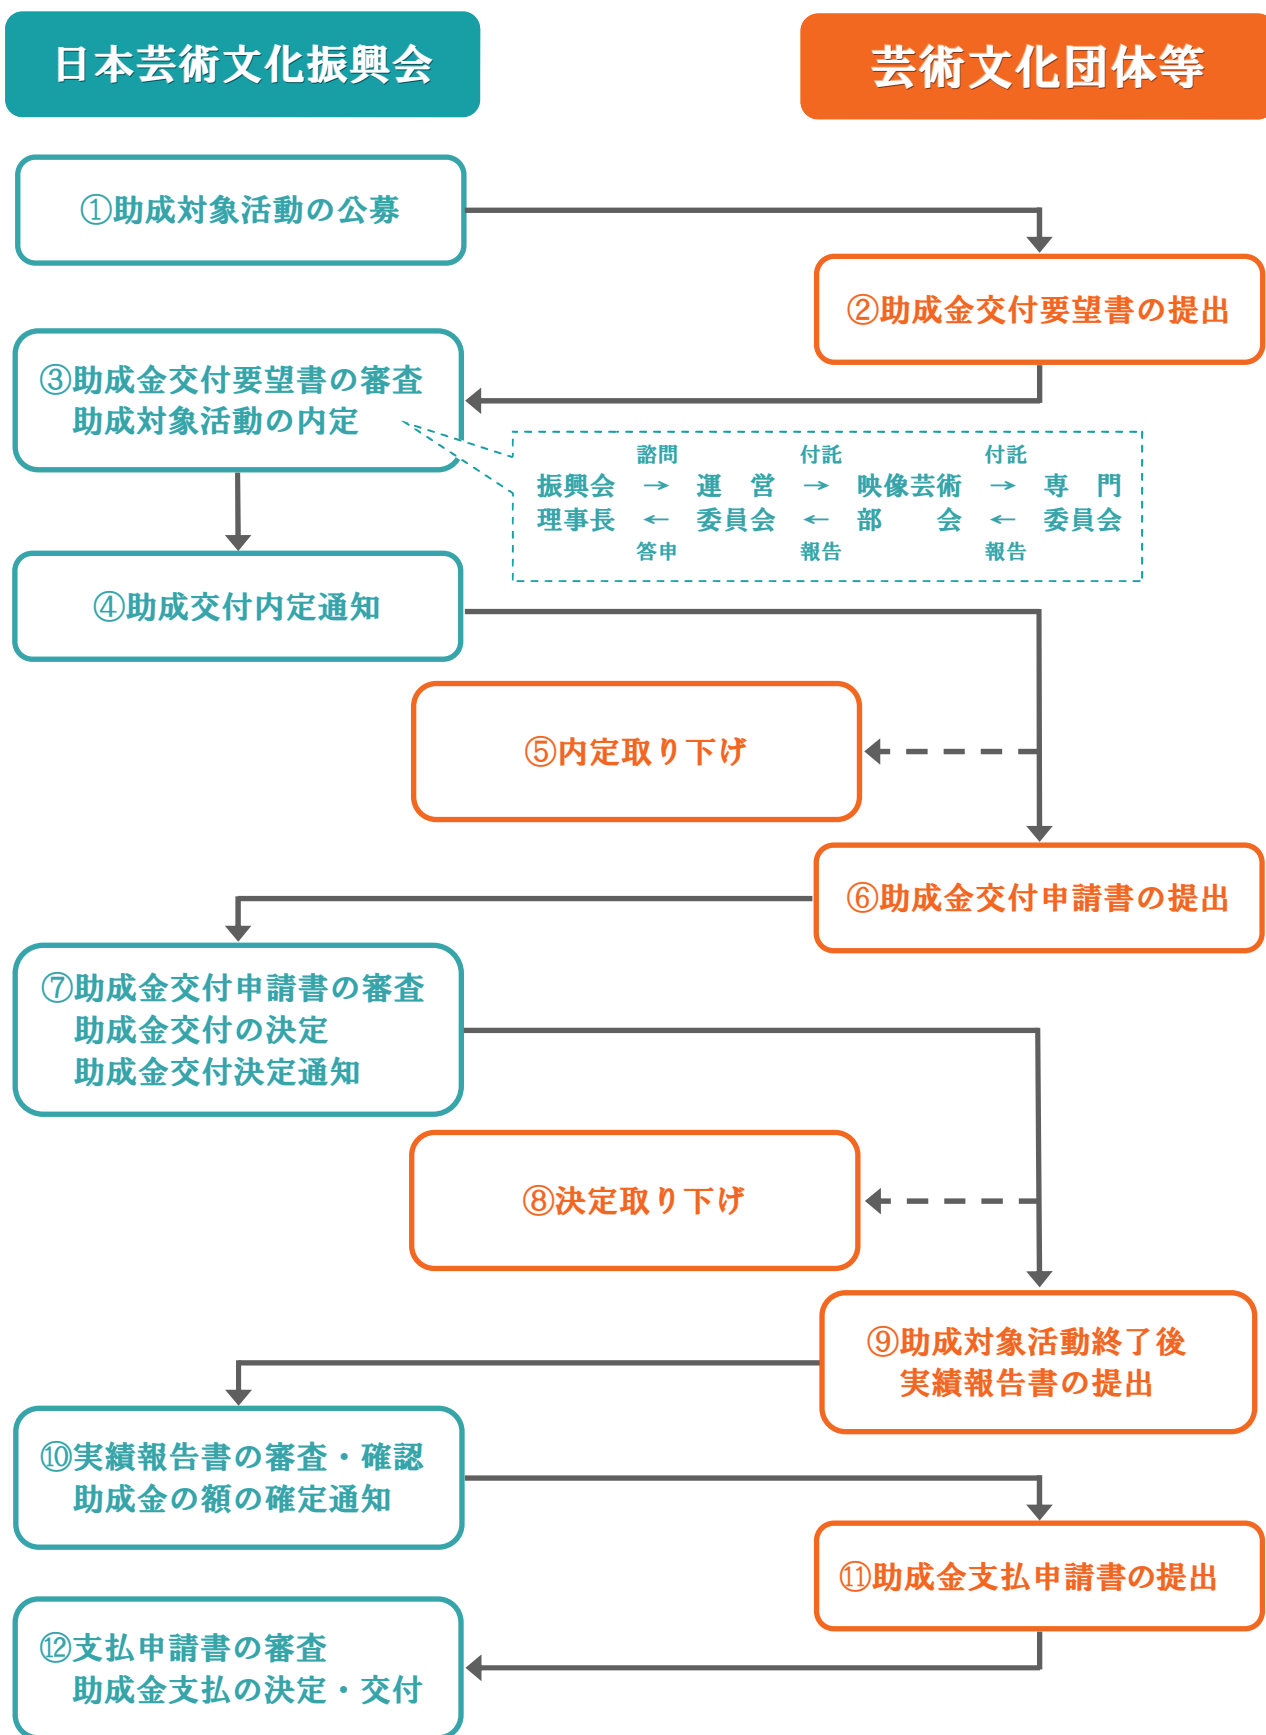 日本芸術文化振興会
芸術文化団体等
①助成対象活動の公募
②助成金交付要望書の提出
③助成金交付要望書の審査
助成対象活動の内定
諮問 付託 付託
振興会 → 運営 → 映像芸術 → 専門
理事長 ← 委員会 ← 部会 ← 委員会
答申 報告 報告
④助成交付内定通知
⑤内定取り下げ
⑥助成金交付申請書の提出
⑦助成金交付申請書の審査
助成金交付の決定
助成金交付決定通知
⑧決定取り下げ
⑨助成対象活動終了後
実績報告書の提出
⑩実績報告書の審査・確認
助成金の額の確定通知
⑪助成金支払申請書の提出
⑫支払申請書の審査
助成金支払の決定・交付